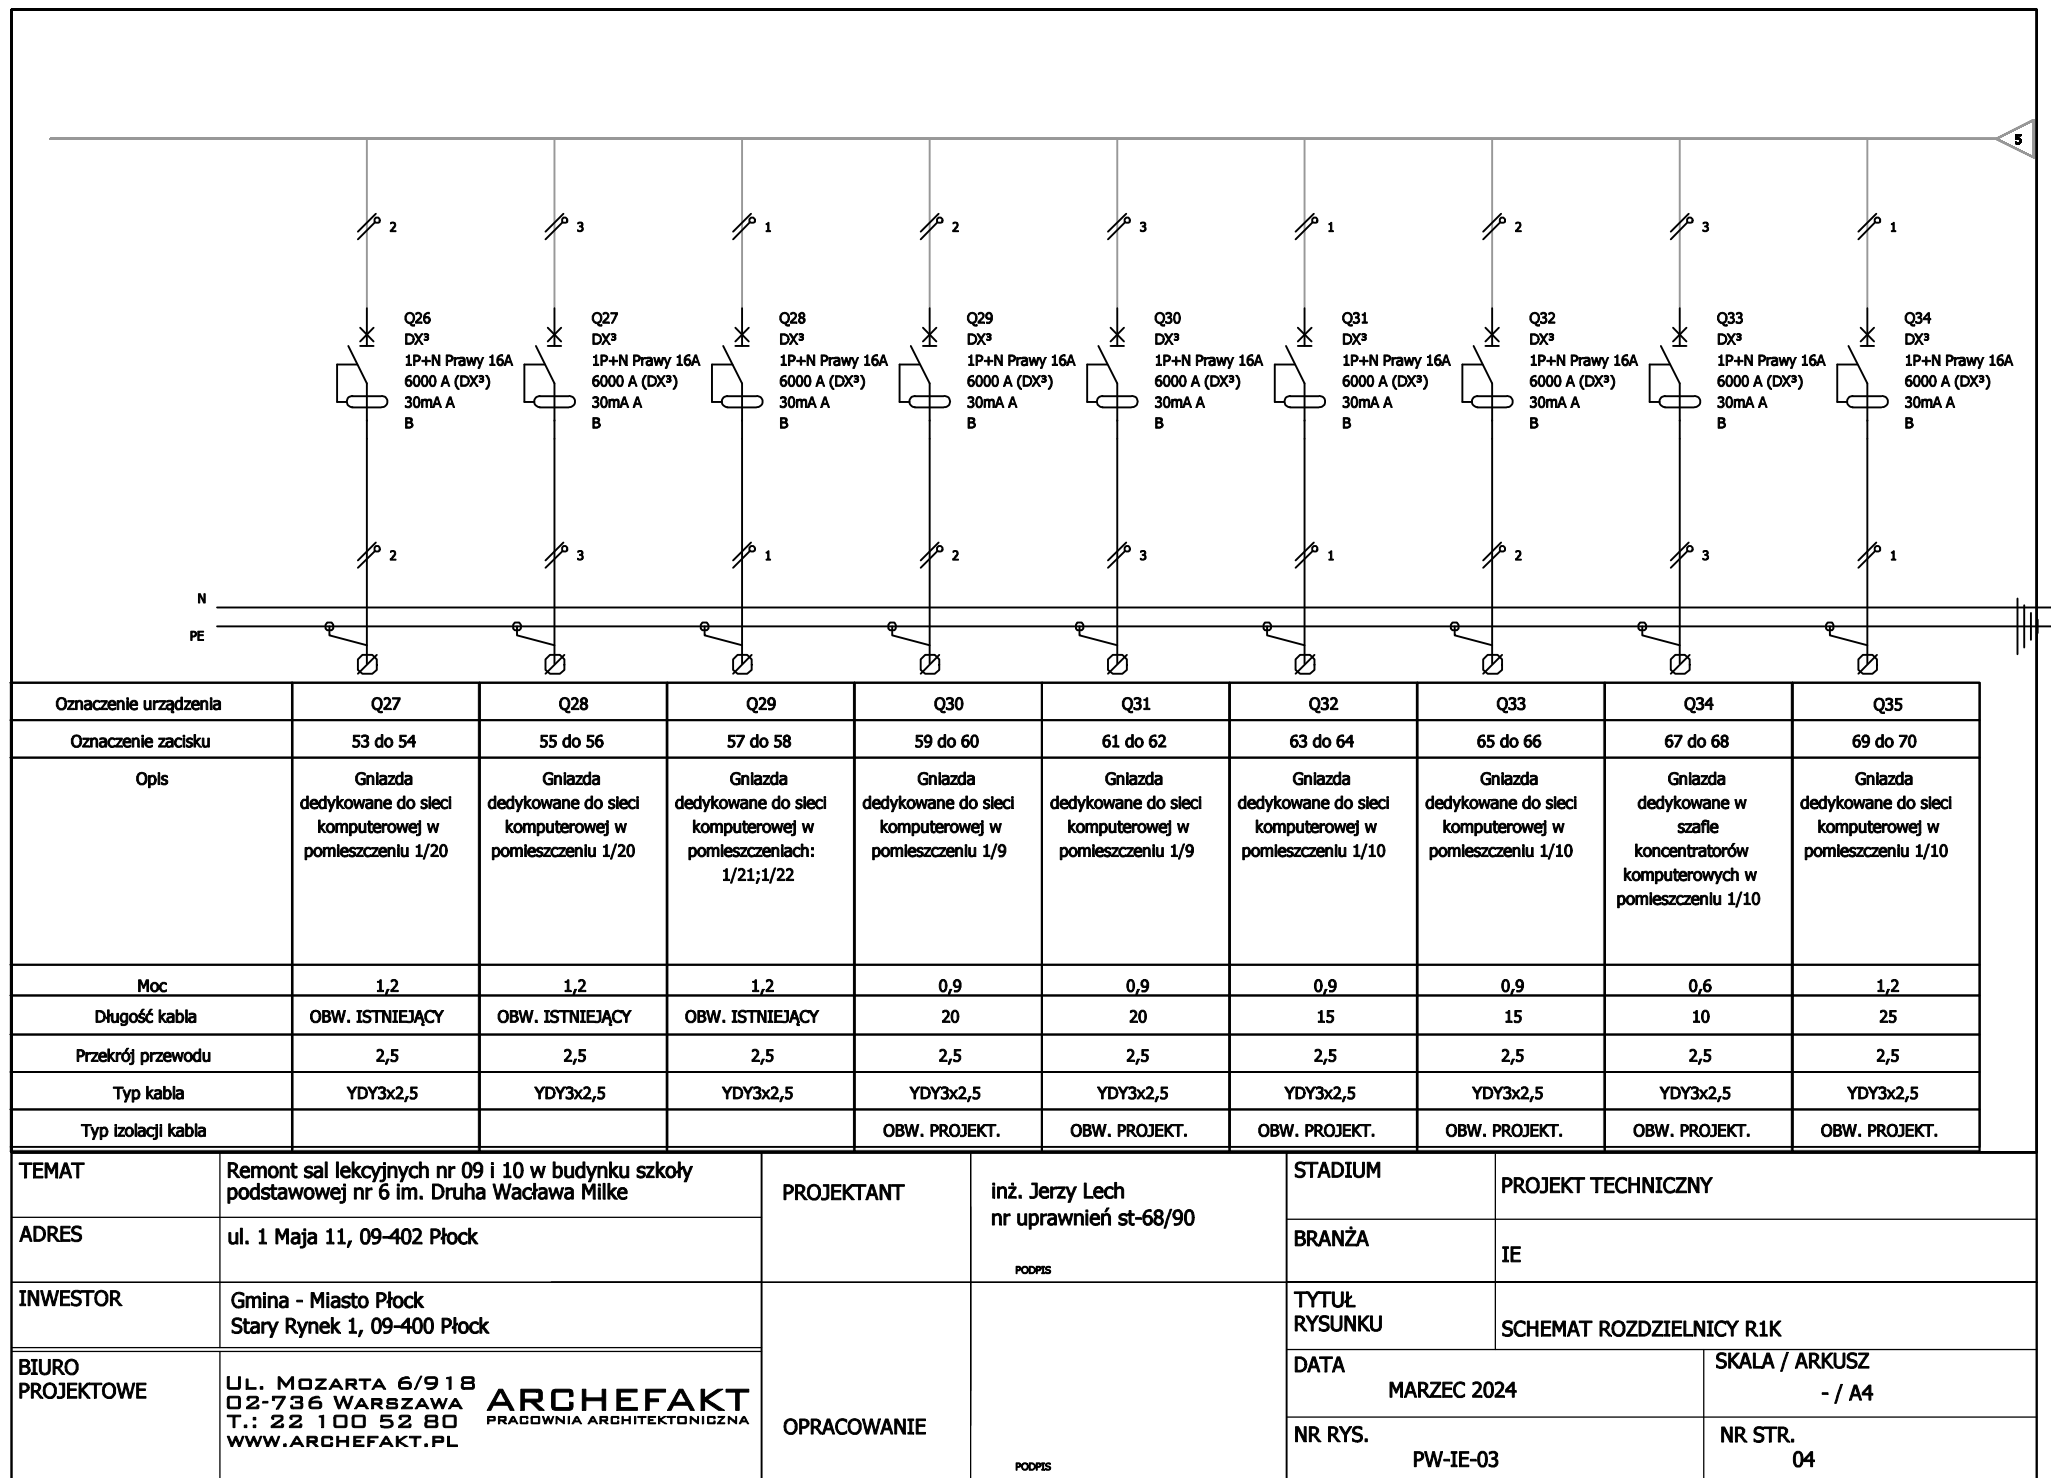 5
2 3 1 2 3 1 2 3 1
Q26 Q27 Q28 Q29 Q30 Q31 Q32 Q33 Q34
DX³ DX³ DX³ DX³ DX³ DX³ DX³ DX³ DX³
1P+N Prawy 16A 1P+N Prawy 16A 1P+N Prawy 16A 1P+N Prawy 16A 1P+N Prawy 16A 1P+N Prawy 16A 1P+N Prawy 16A 1P+N Prawy 16A 1P+N Prawy 16A
6000 A (DX³) 6000 A (DX³) 6000 A (DX³) 6000 A (DX³) 6000 A (DX³) 6000 A (DX³) 6000 A (DX³) 6000 A (DX³) 6000 A (DX³)
30mA A 30mA A 30mA A 30mA A 30mA A 30mA A 30mA A 30mA A 30mA A
B B B B B B B B B
2 3 1 2 3 1 2 3 1
N
PE
Oznaczenie urządzenia Q27 Q28 Q29 Q30 Q31 Q32 Q33 Q34 Q35
Oznaczenie zacisku 53 do 54 55 do 56 57 do 58 59 do 60 61 do 62 63 do 64 65 do 66 67 do 68 69 do 70
Opis Gniazda Gniazda Gniazda Gniazda Gniazda Gniazda Gniazda Gniazda Gniazda
dedykowane do sieci dedykowane do sieci dedykowane do sieci dedykowane do sieci dedykowane do sieci dedykowane do sieci dedykowane do sieci dedykowane w dedykowane do sieci
komputerowej w komputerowej w komputerowej w komputerowej w komputerowej w komputerowej w komputerowej w szafie komputerowej w
pomieszczeniu 1/20 pomieszczeniu 1/20 pomieszczeniach: pomieszczeniu 1/9 pomieszczeniu 1/9 pomieszczeniu 1/10 pomieszczeniu 1/10 koncentratorów pomieszczeniu 1/10
1/21;1/22 komputerowych w
pomieszczeniu 1/10
Moc 1,2 1,2 1,2 0,9 0,9 0,9 0,9 0,6 1,2
Długość kabla OBW. ISTNIEJĄCY OBW. ISTNIEJĄCY OBW. ISTNIEJĄCY 20 20 15 15 10 25
Przekrój przewodu 2,5 2,5 2,5 2,5 2,5 2,5 2,5 2,5 2,5
Typ kabla YDY3x2,5 YDY3x2,5 YDY3x2,5 YDY3x2,5 YDY3x2,5 YDY3x2,5 YDY3x2,5 YDY3x2,5 YDY3x2,5
Typ izolacji kabla OBW. PROJEKT. OBW. PROJEKT. OBW. PROJEKT. OBW. PROJEKT. OBW. PROJEKT. OBW. PROJEKT.
TEMAT
Remont sal lekcyjnych nr 09 i 10 w budynku szkoły
podstawowej nr 6 im. Druha Wacława Milke
ADRES
ul. 1 Maja 11, 09-402 Płock
INWESTOR
Gmina - Miasto Płock
Stary Rynek 1, 09-400 Płock
BIURO
PROJEKTOWE
UL. MOZARTA 6/918
02-736 WARSZAWA
T.: 22 100 52 80
WWW.ARCHEFAKT.PL
ARCHEFAKT
PRACOWNIA ARCHITEKTONICZNA
PROJEKTANT
inż. Jerzy Lech
nr uprawnień st-68/90
PODPIS
OPRACOWANIE
PODPIS
STADIUM
PROJEKT TECHNICZNY
BRANŻA
IE
TYTUŁ
RYSUNKU
SCHEMAT ROZDZIELNICY R1K
DATA
MARZEC 2024
SKALA / ARKUSZ
- / A4
NR RYS.
PW-IE-03
NR STR.
04